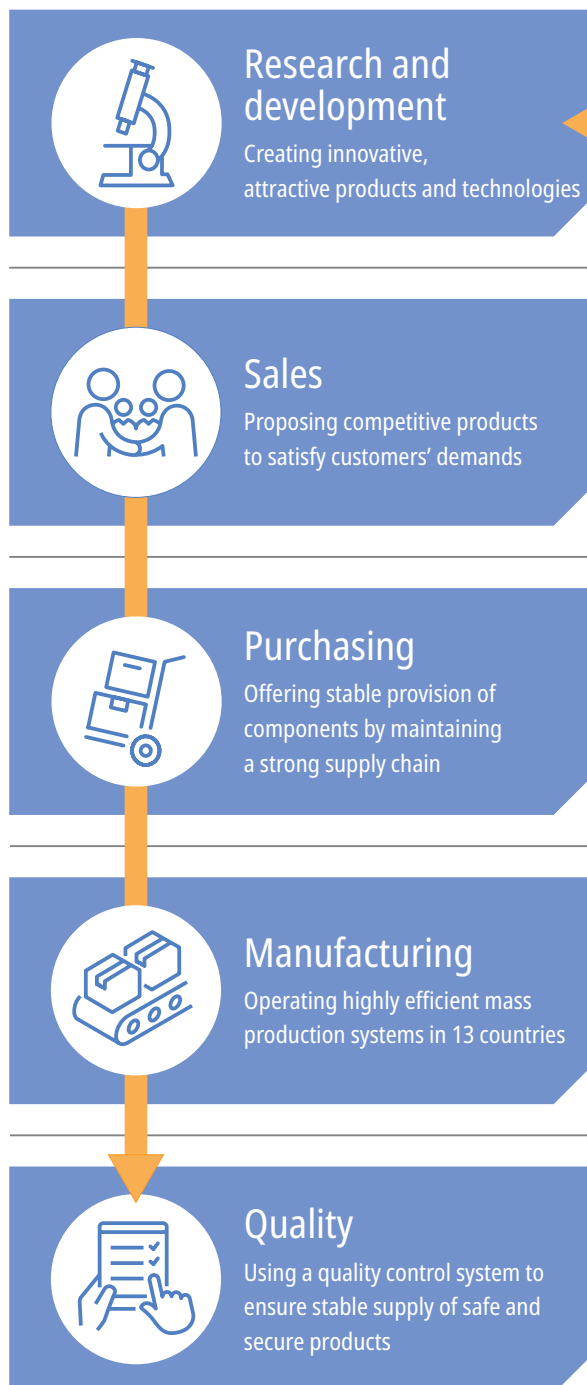 Research and
development
Creating innovative,
attractive products and technologies
Sales
Proposing competitive products
to satisfy customers’ demands
Purchasing
Offering stable provision of
components by maintaining
a strong supply chain
Manufacturing
Operating highly efficient mass
production systems in 13 countries
Quality
Using a quality control system to
ensure stable supply of safe and
secure products